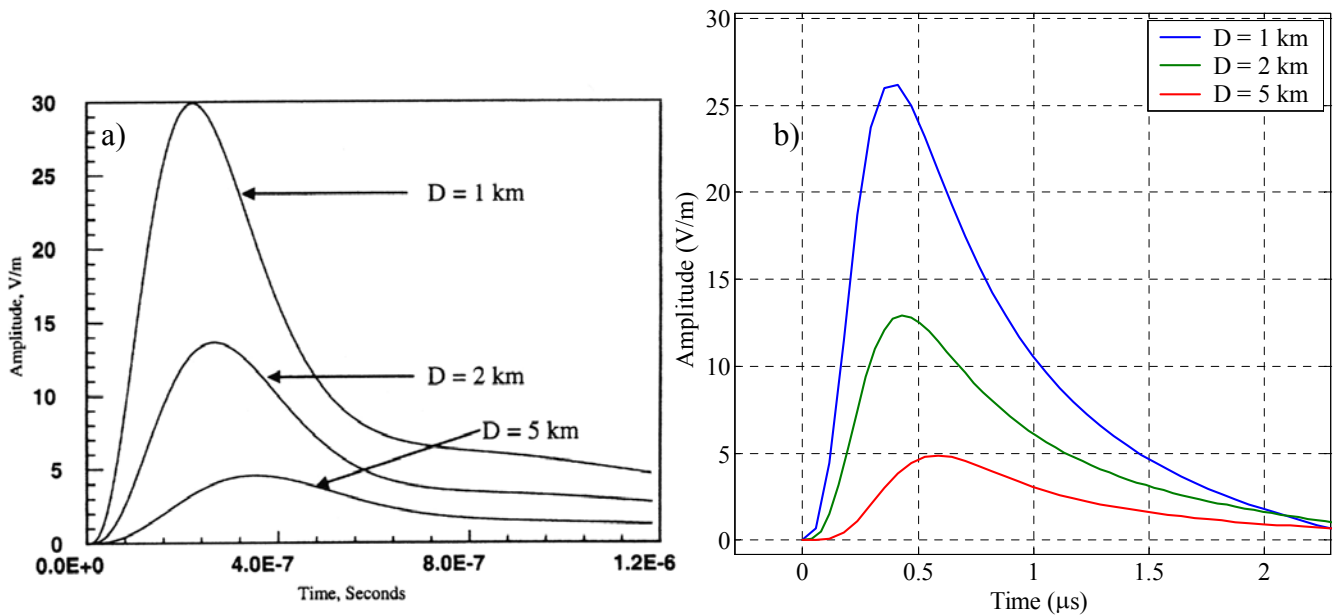 a)
30
25
20
15
10
5
0
Amplitude, V/m
D = 1 km
D = 2 km
D = 5 km
0.0E+0
4.0E-7
8.0E-7
1.2E-6
Time, Seconds
b)
30
25
20
15
10
5
0
Amplitude (V/m)
D = 1 km
D = 2 km
D = 5 km
0
0.5
1
1.5
2
Time (μs)